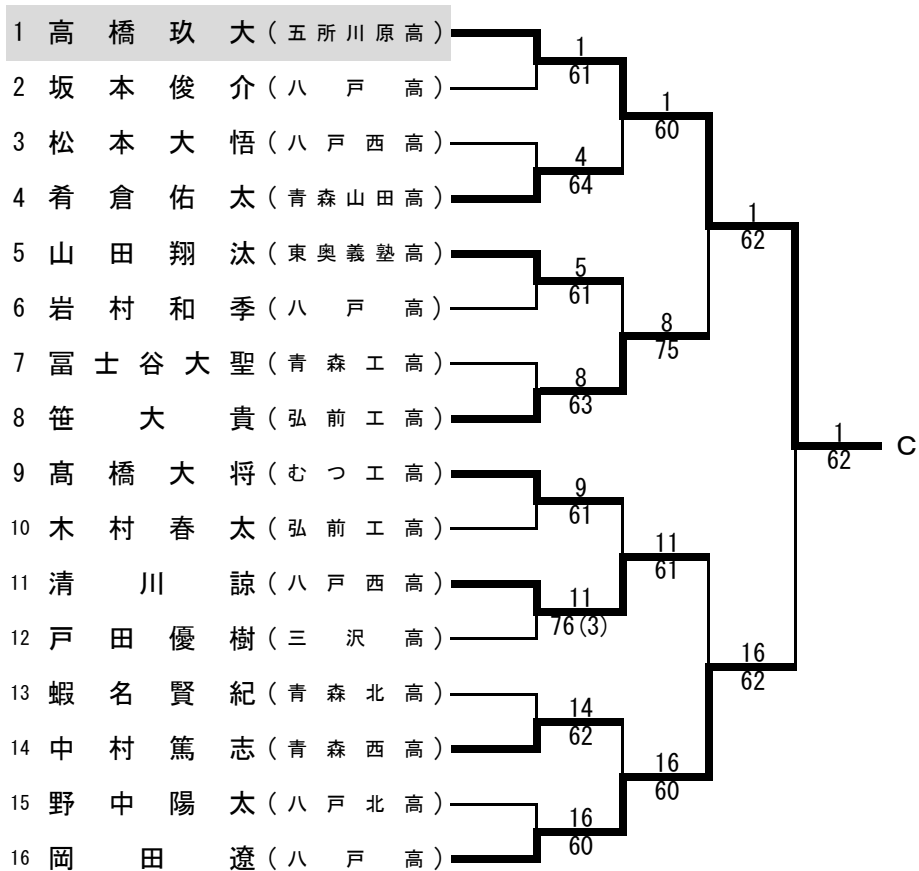 1 高橋玖大(五所川原高)
2 坂本俊介(八戸高)
3 松本大悟(八戸西高)
4 肴倉佑太(青森山田高)
5 山田翔汰(東奥義塾高)
6 岩村和季(八戸高)
7 冨士谷大聖(青森工高)
8 笹大貴(弘前工高)
9 髙橋大将(むつ工高)
10 木村春太(弘前工高)
11 清川諒(八戸西高)
12 戸田優樹(三沢高)
13 蝦名賢紀(青森北高)
14 中村篤志(青森西高)
15 野中陽太(八戸北高)
16 岡田遼(八戸高)
1
61
4
64
5
61
8
63
9
61
11
76(3)
14
62
16
60
1
60
8
75
11
61
16
60
1
62
16
62
1
62
C